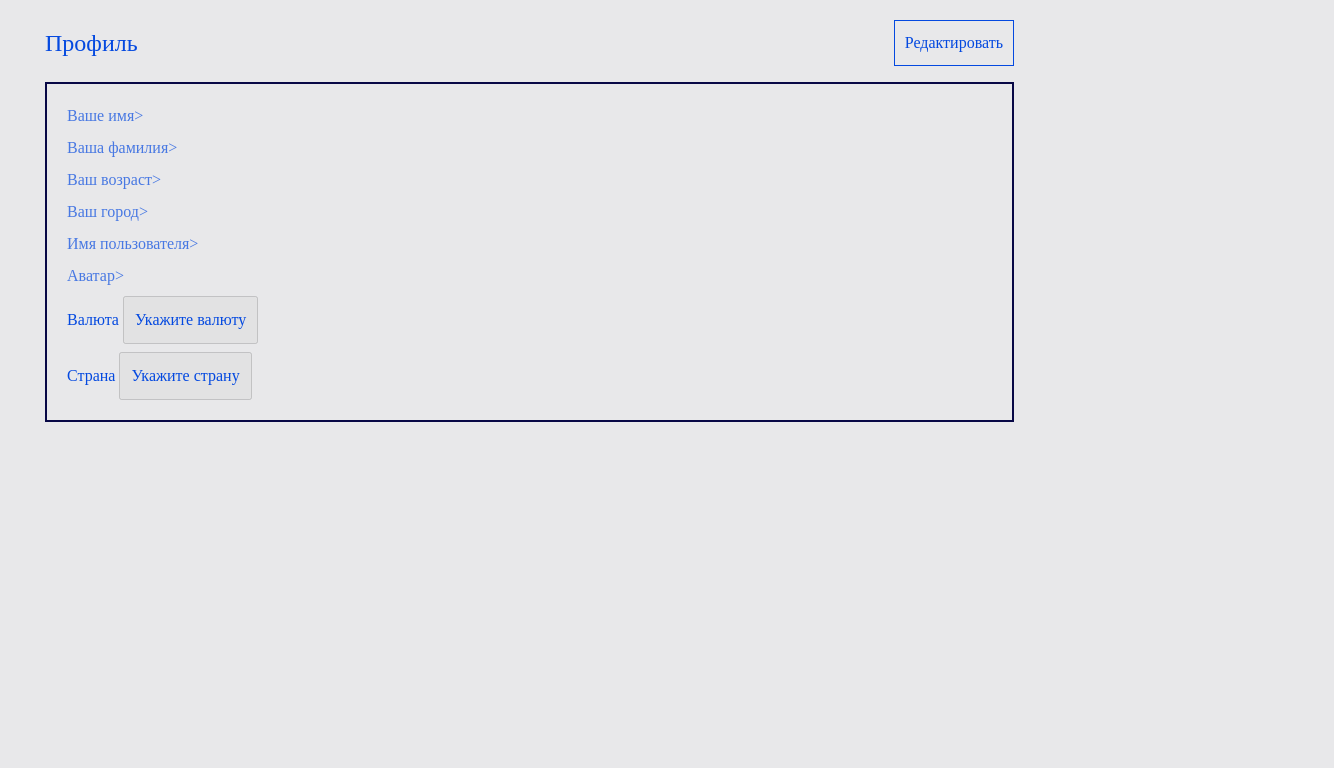 Профиль
Редактировать
Ваше имя>
Ваша фамилия>
Ваш возраст>
Ваш город>
Имя пользователя>
Аватар>
Валюта Укажите валюту
Страна Укажите страну